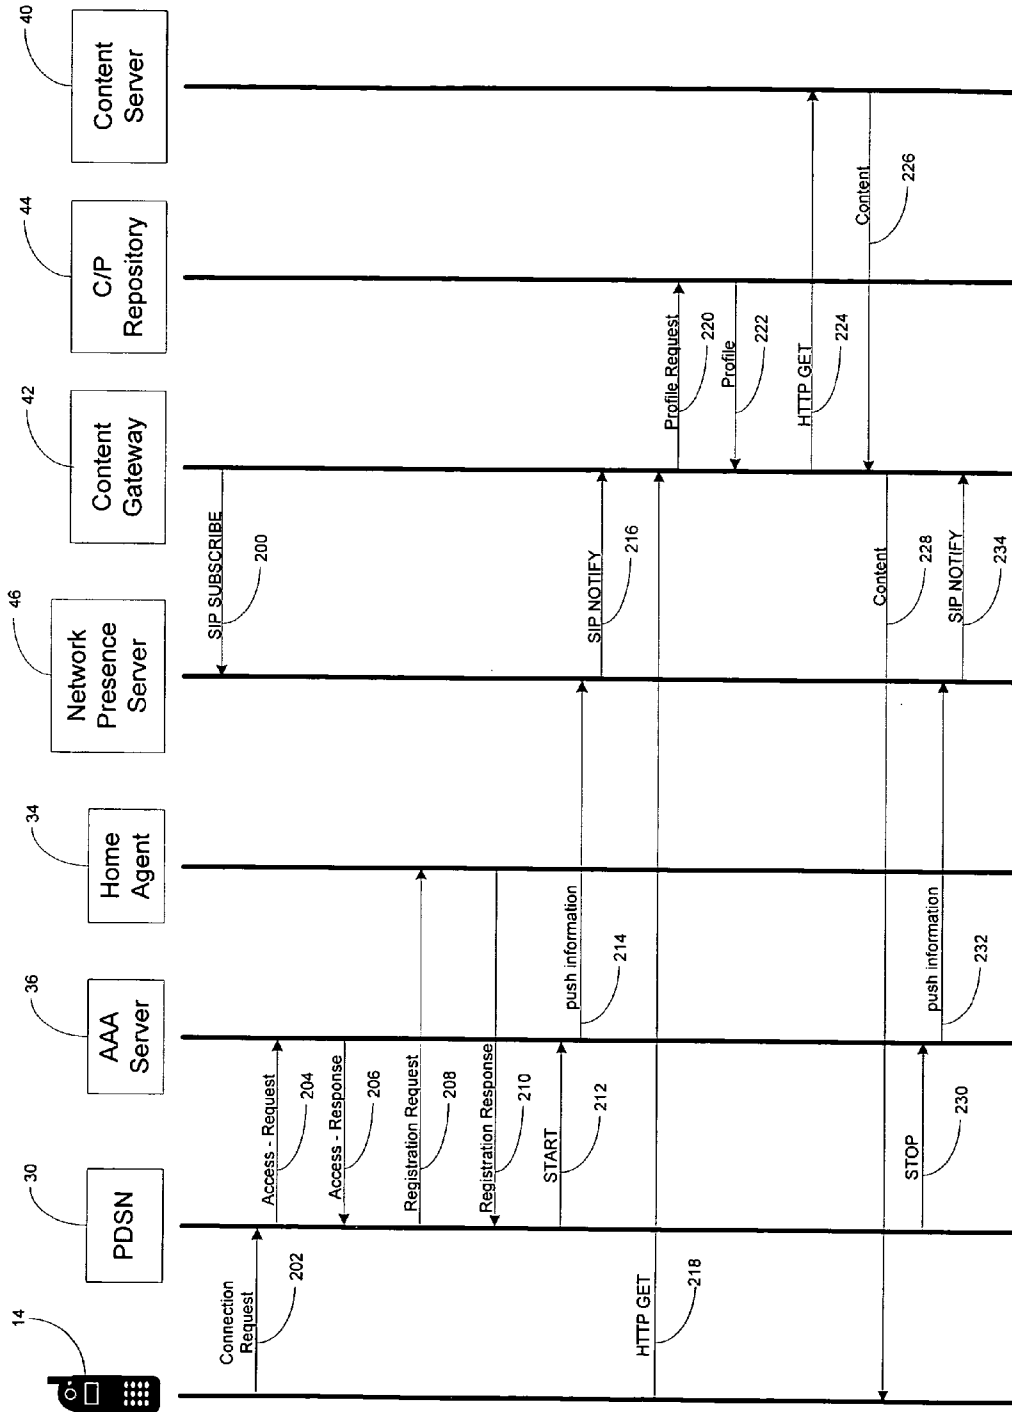 14
30
PDSN
36
AAA
Server
34
Home
Agent
46
Network
Presence
Server
42
Content
Gateway
44
C/P
Repository
40
Content
Server
SIP SUBSCRIBE
200
Connection
Request
202
Access - Request
204
Access - Response
206
Registration Request
208
Registration Response
210
START
212
push information
214
SIP NOTIFY
216
HTTP GET
218
Profile Request
220
Profile
222
HTTP GET
224
Content
226
Content
228
STOP
230
push information
232
SIP NOTIFY
234